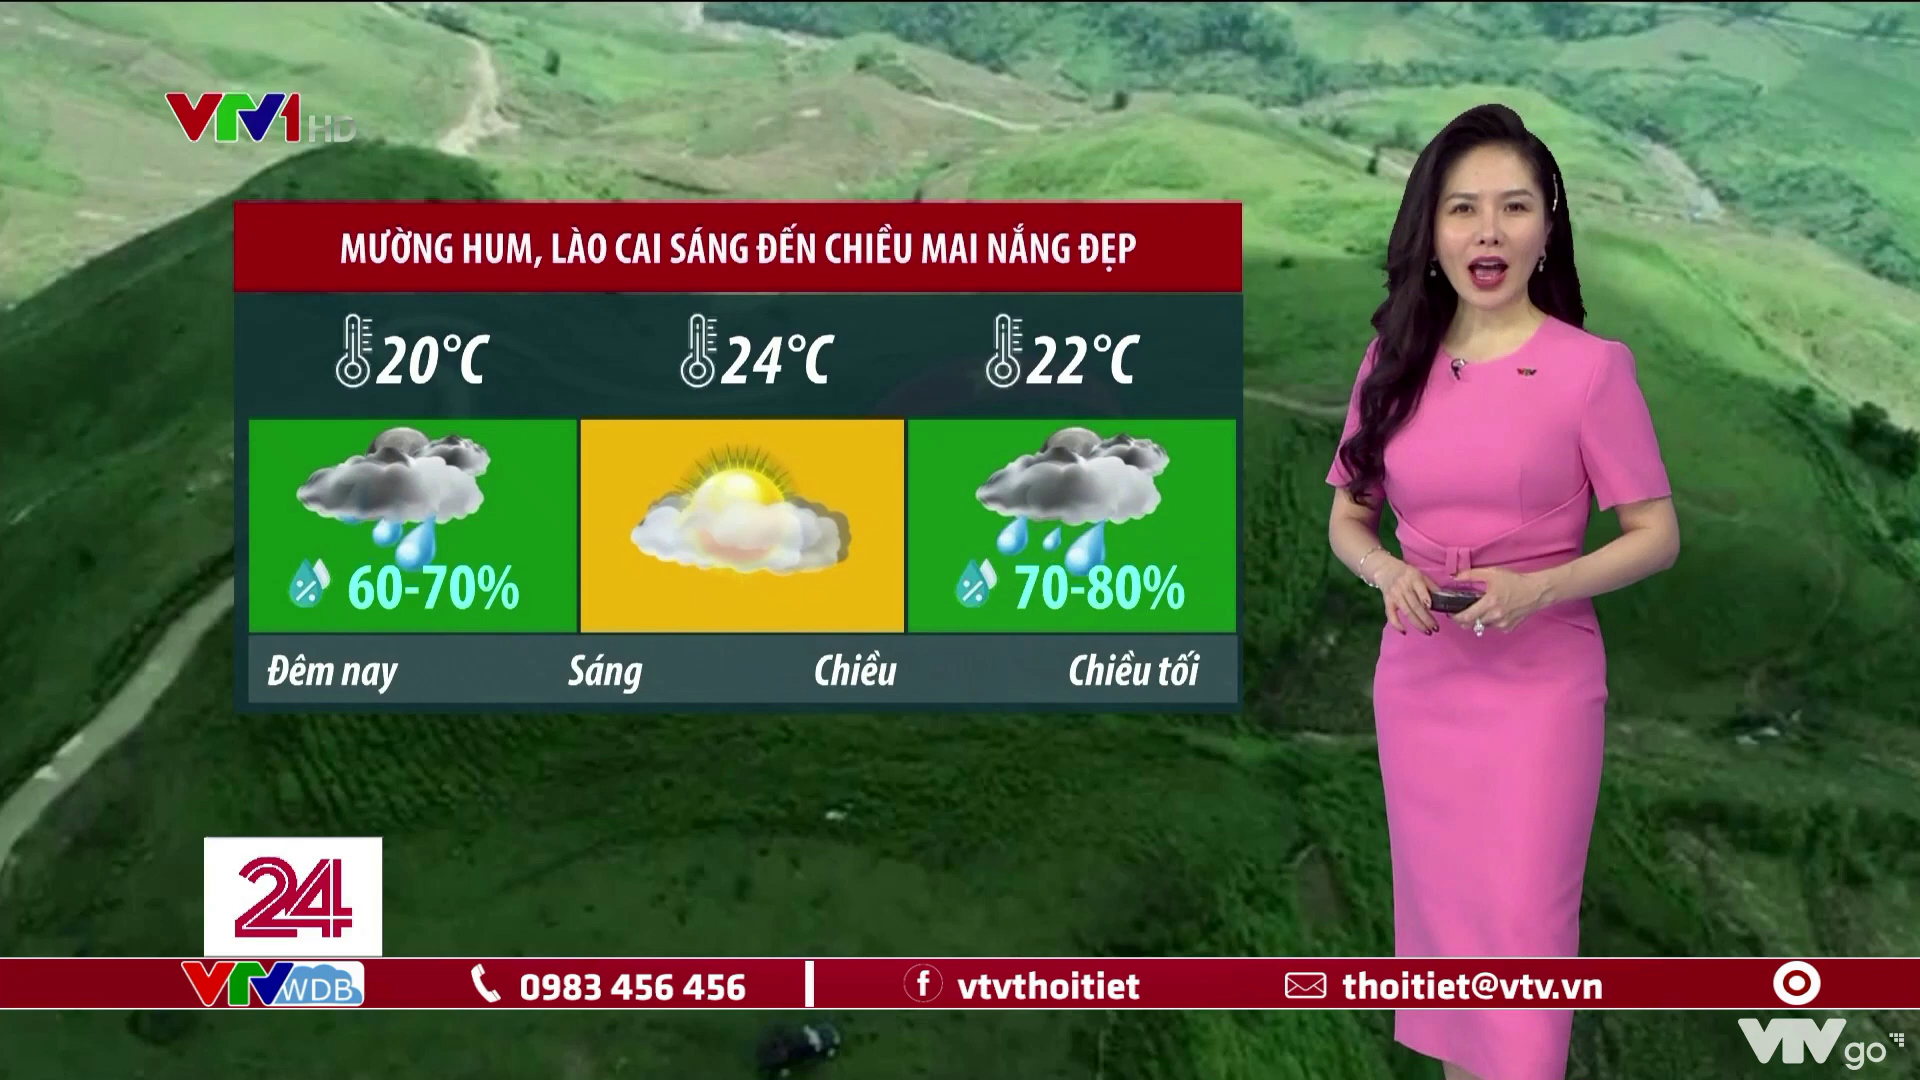 VTV1 HD
MƯỜNG HUM, LÀO CAI SÁNG ĐẾN CHIỀU MAI NẮNG ĐẸP
20°C 24°C 22°C
% 60-70% % 70-80%
Đêm nay Sáng Chiều Chiều tối
VTV
24
VTV WDB 0983 456 456 f vtvthoitiet thoitiet@vtv.vn
VTV go